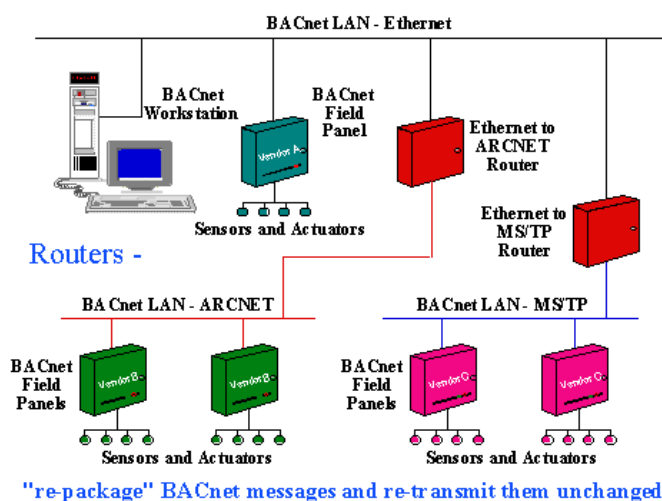 BACnet LAN - Ethernet
BACnet
Workstation
BACnet
Field
Panel
Vendor A
Ethernet to
ARCNET
Router
Sensors and Actuators
Ethernet to
MS/TP
Router
Routers -
BACnet LAN - ARCNET
BACnet LAN - MS/TP
BACnet
Field
Panels
Vendor B
Vendor B
BACnet
Field
Panels
Vendor C
Vendor C
Sensors and Actuators
Sensors and Actuators
"re-package" BACnet messages and re-transmit them unchanged